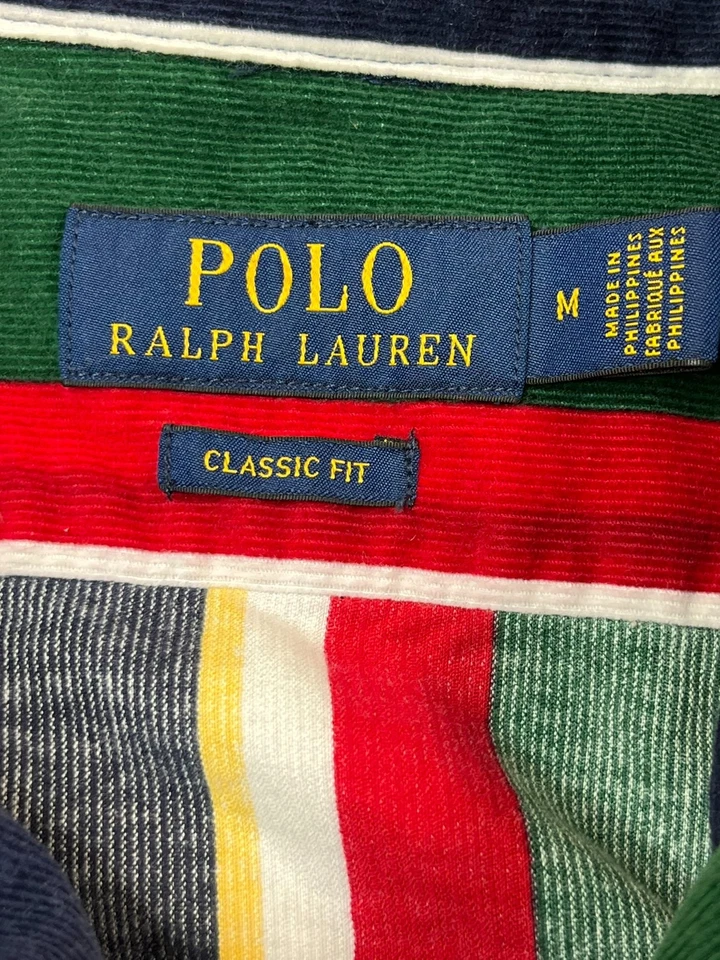 POLO
RALPH LAUREN
M
MADE IN
PHILIPPINES
FABRIQUÉ AUX
PHILIPPINES
CLASSIC FIT